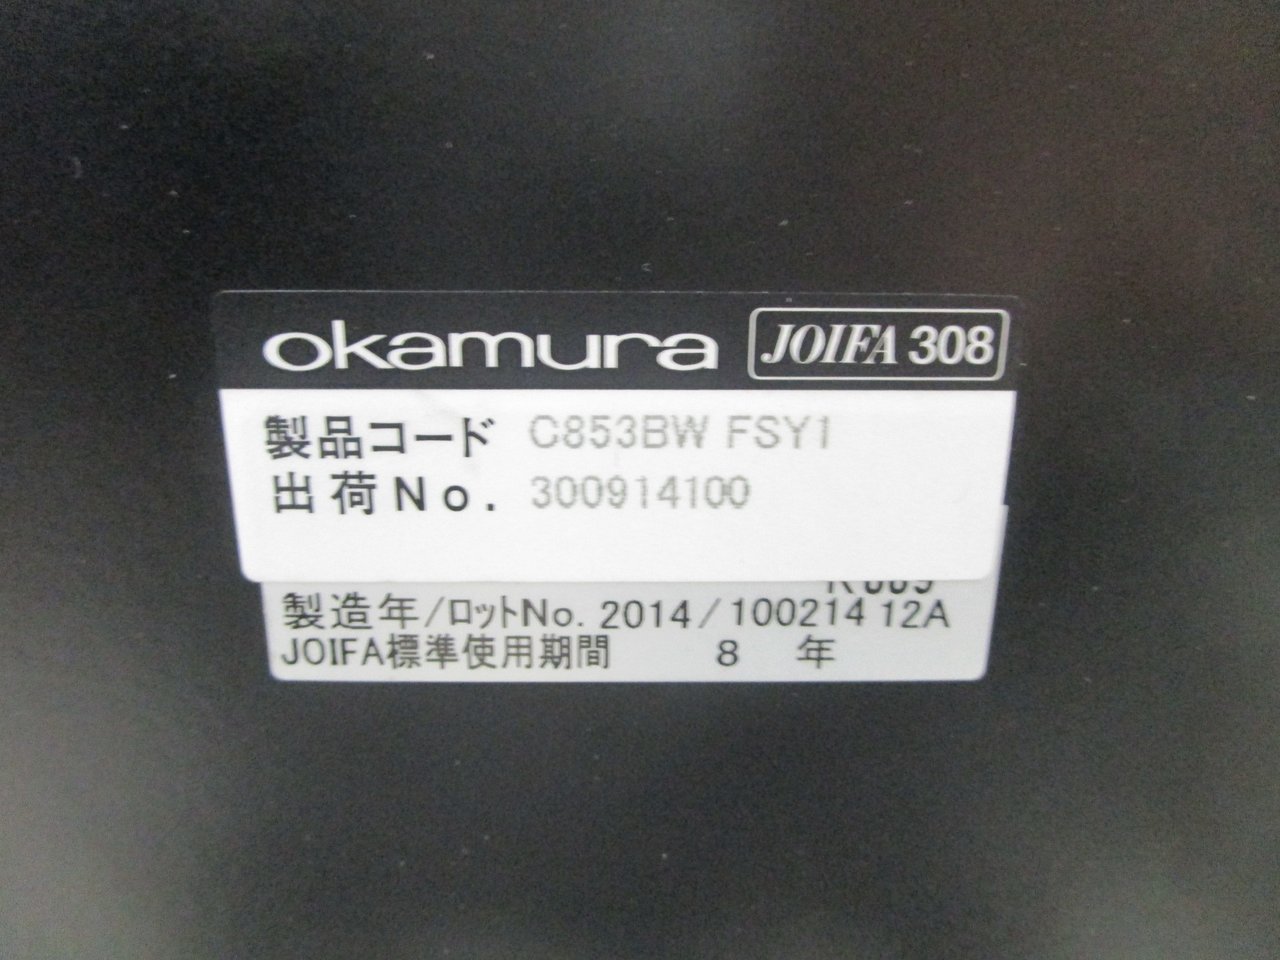 okamura JOIFA 308
製品コード C853BW FSY1
出荷No. 300914100
製造年/ロットNo. 2014/100214 12A
JOIFA標準使用期間 8 年